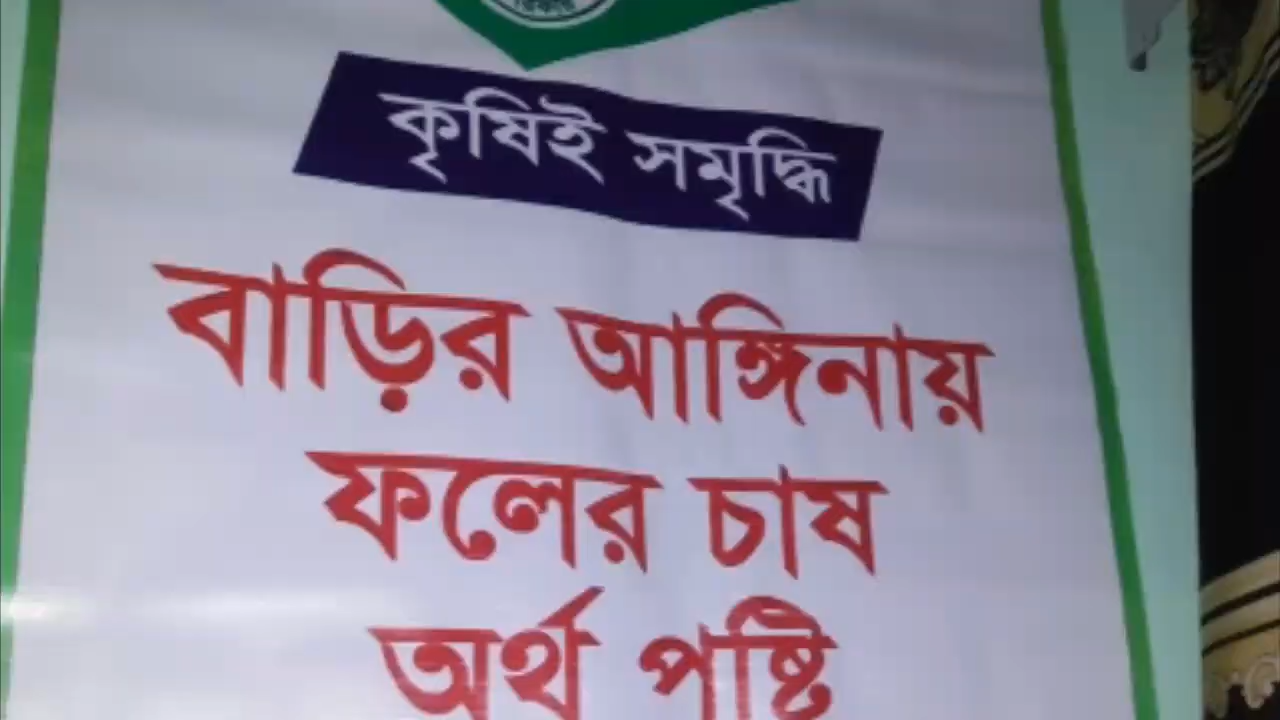 কৃষিই সমৃদ্ধি
বাড়ির আঙ্গিনায়
ফলের চাষ
অর্থ পুষ্টি